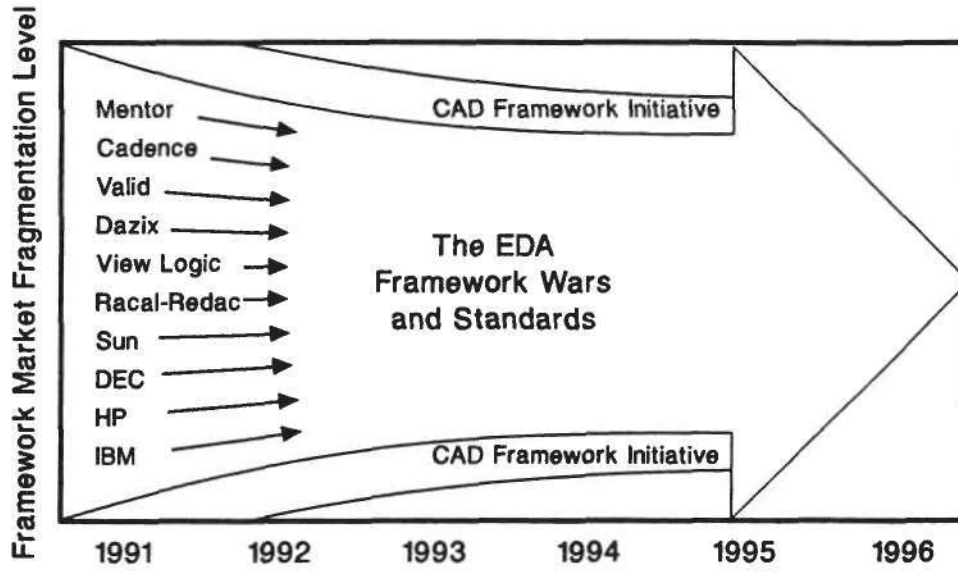 Framework Market Fragmentation Level
CAD Framework Initiative
Mentor
Cadence
Valid
Dazix
View Logic
Racal-Redac
Sun
DEC
HP
IBM
The EDA
Framework Wars
and Standards
CAD Framework Initiative
1991 1992 1993 1994 1995 1996